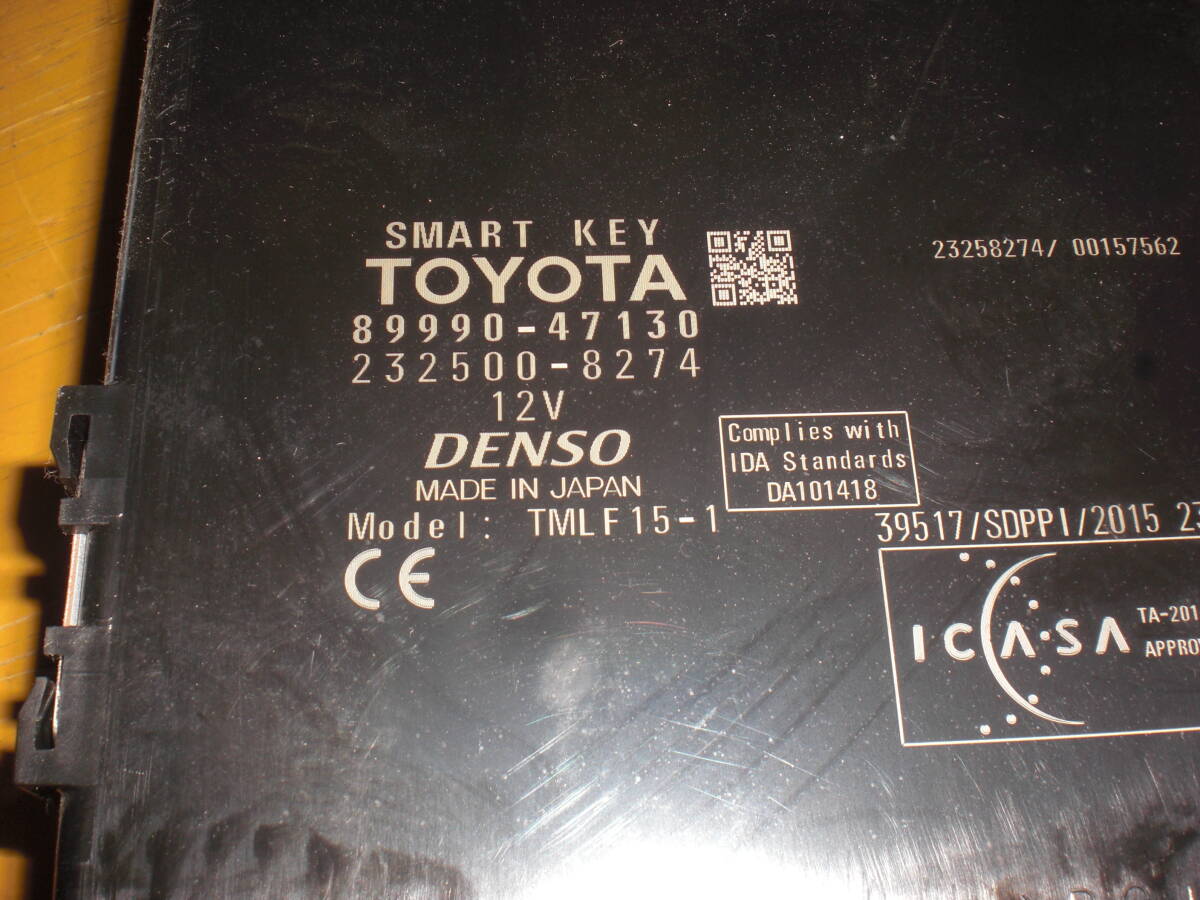 SMART KEY
TOYOTA
23258274/ 00157562
89990-47130
232500-8274
12V
DENSO
MADE IN JAPAN
Complies with
IDA Standards
DA101418
Model: TMLF15-1
39517/SDPPI/2015
CE
ICASA